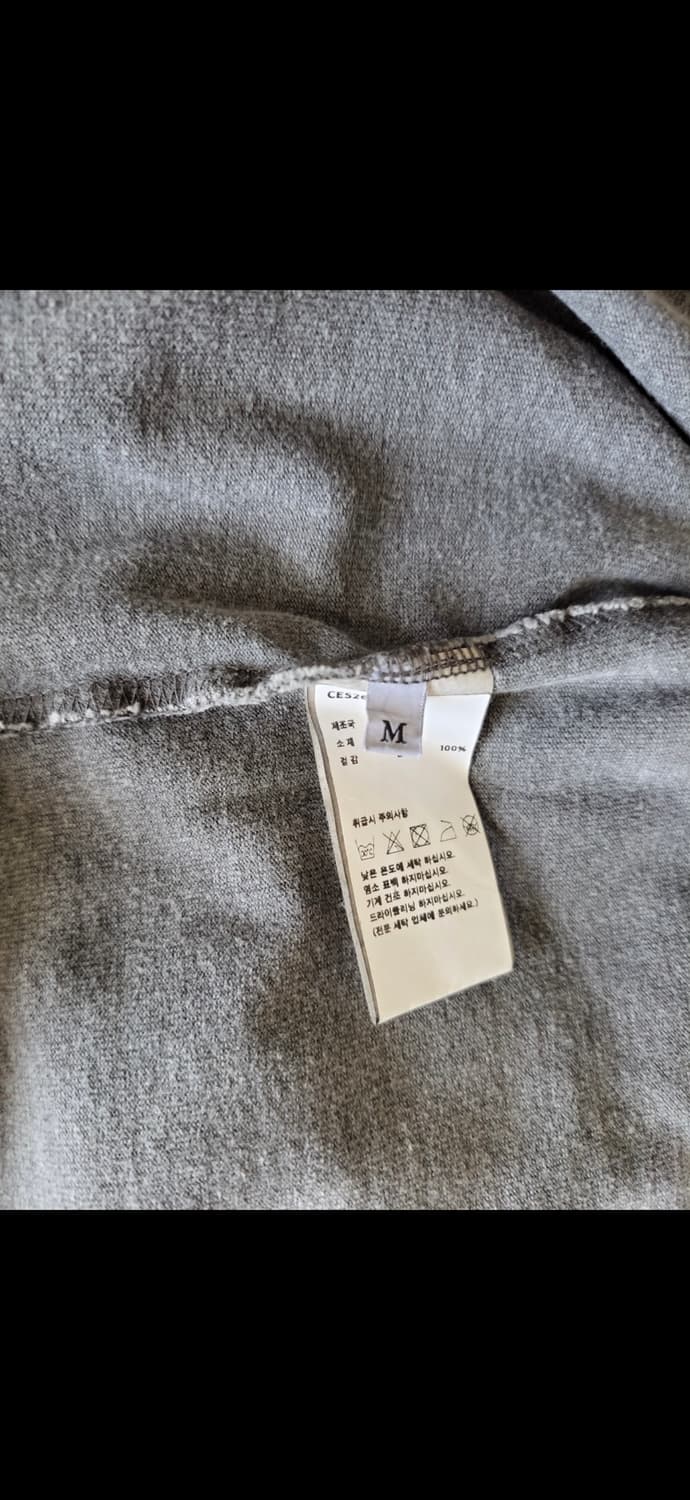 CES2
M
제조국
소 재 100%
겉 감
취급시 주의사항
낮은 온도에 세탁 하십시오.
염소 표백 하지마십시오.
기계 건조 하지마십시오.
드라이클리닝 하지마십시오.
(전문 세탁 업체에 문의하세요.)